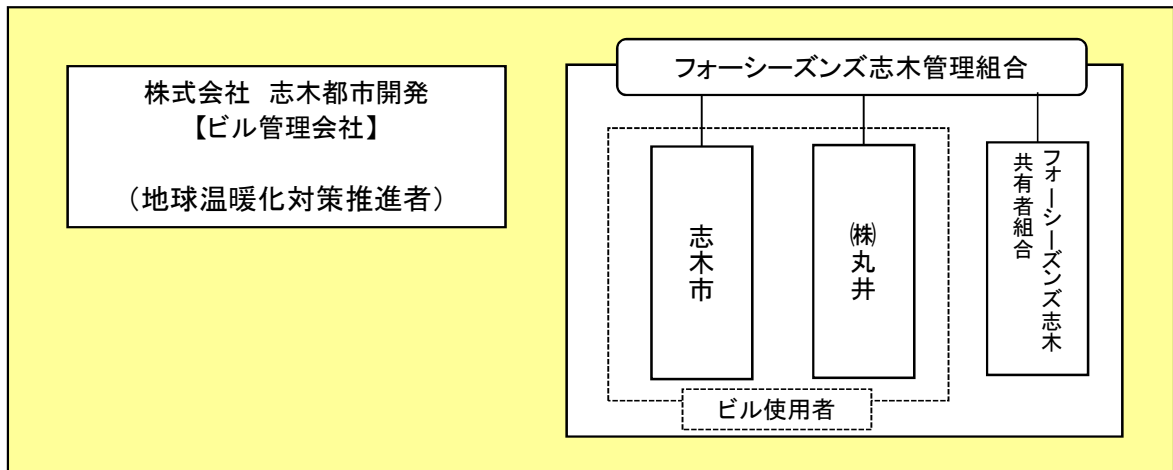 株式会社　志木都市開発
【ビル管理会社】
（地球温暖化対策推進者）
フォーシーズンズ志木管理組合
志木市
㈱丸井
フォーシーズンズ志木
共有者組合
ビル使用者